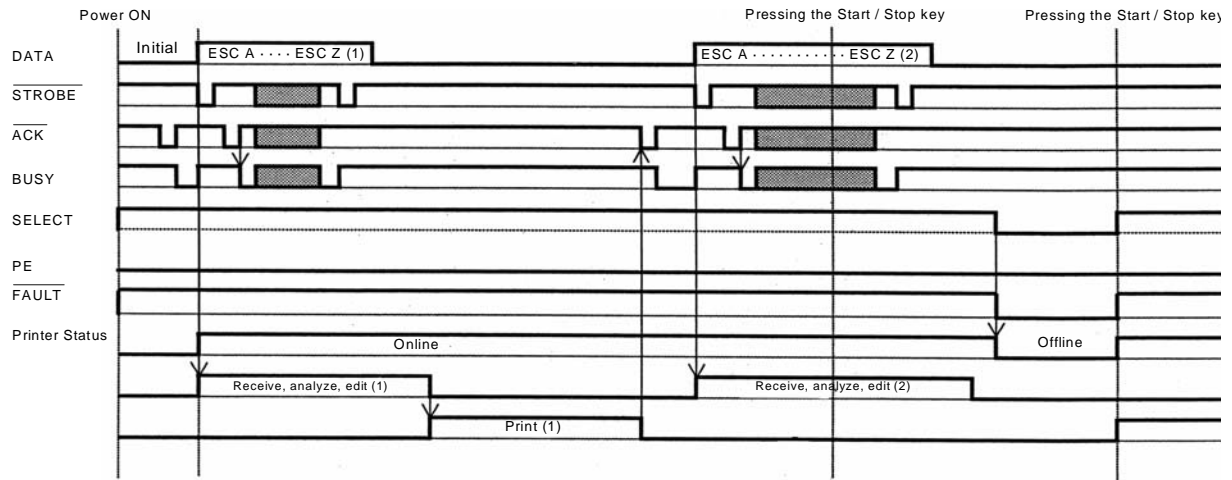 Power ON
Pressing the Start / Stop key
Pressing the Start / Stop key
Initial
DATA
ESC A ···· ESC Z (1)
ESC A ··········· ESC Z (2)
STROBE
ACK
BUSY
SELECT
PE
FAULT
Printer Status
Online
Offline
Receive, analyze, edit (1)
Receive, analyze, edit (2)
Print (1)